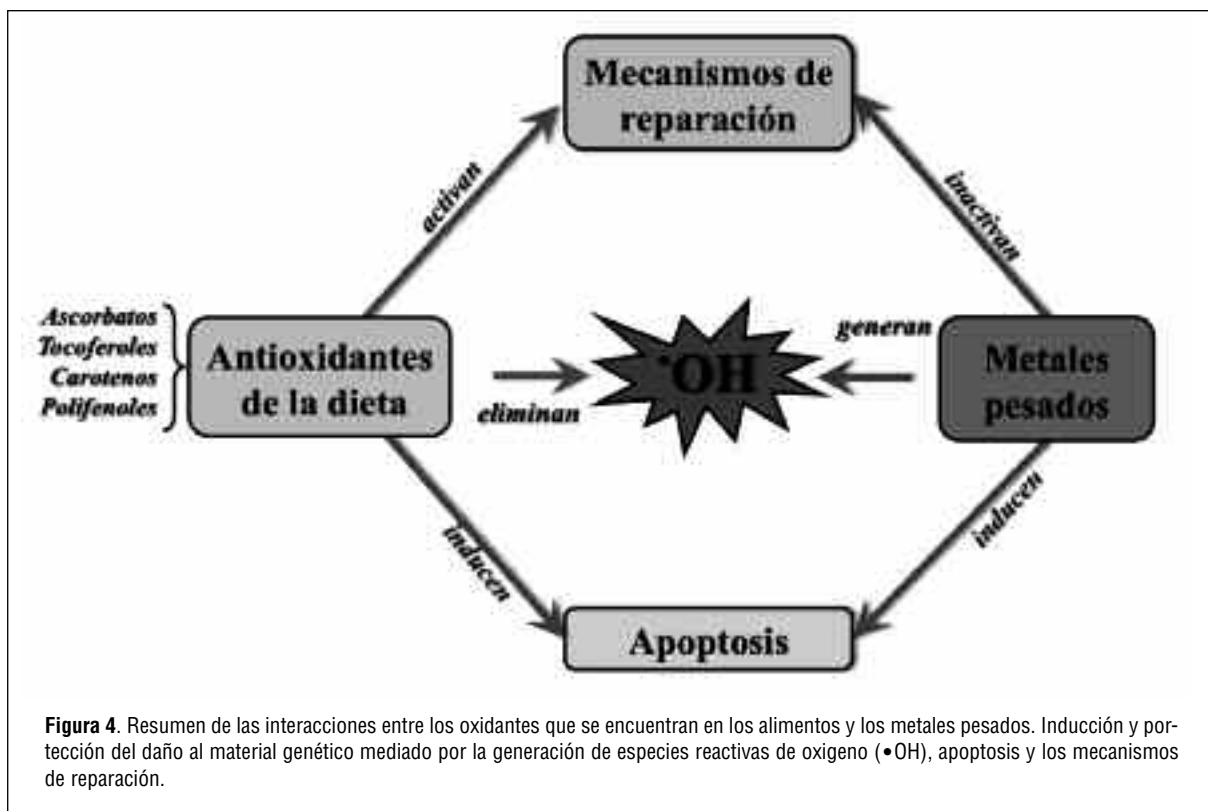 Mecanismos de
reparación
activan
inactivan
Ascorbatos
Tocoferoles
Carotenos
Polifenoles
Antioxidantes
de la dieta
eliminan
•OH
generan
Metales
pesados
inducen
inducen
Apoptosis
Figura 4. Resumen de las interacciones entre los oxidantes que se encuentran en los alimentos y los metales pesados. Inducción y por-
tección del daño al material genético mediado por la generación de especies reactivas de oxigeno (•OH), apoptosis y los mecanismos
de reparación.